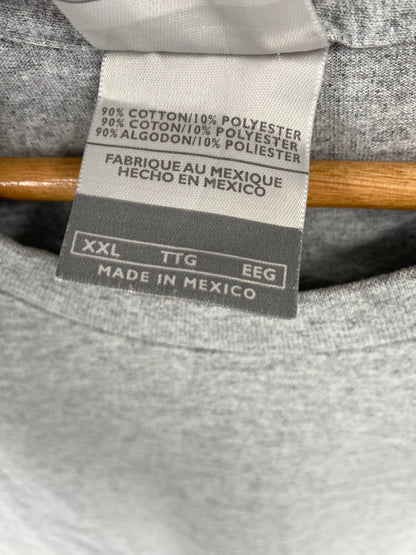 90% COTTON/10% POLYESTER
90% COTON/10% POLYESTER
90% ALGODON/10% POLIESTER
FABRIQUE AU MEXIQUE
HECHO EN MEXICO
XXL TTG EEG
MADE IN MEXICO